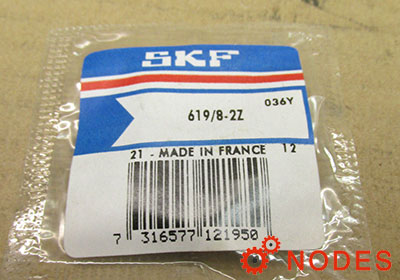 SKF
036Y
619/8-2Z
21 - MADE IN FRANCE 12
7 316577 121950
NODES